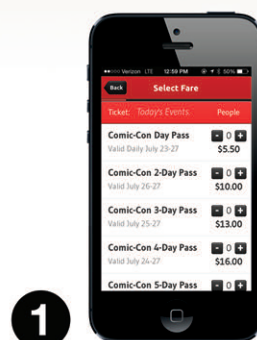 Verizon LTE 12:59 PM 50%
Back Select Fare
Ticket: Today's Events People
Comic-Con Day Pass - 0 +
Valid Daily July 23-27 $5.50
Comic-Con 2-Day Pass - 0 +
Valid July 26-27 $10.00
Comic-Con 3-Day Pass - 0 +
Valid July 25-27 $13.00
Comic-Con 4-Day Pass - 0 +
Valid July 24-27 $16.00
Comic-Con 5-Day Pass - 0 +
1